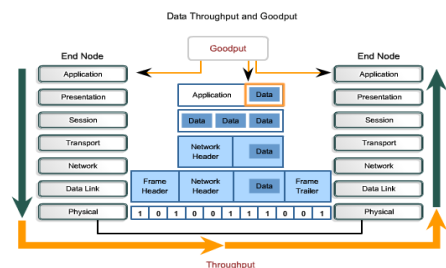 Data Throughput and Goodput
Goodput
End Node
End Node
Application
Presentation
Session
Transport
Network
Data Link
Physical
Application
Data
Data
Data
Data
Network
Header
Data
Frame
Header
Network
Header
Data
Frame
Trailer
1 0 1 0 0 1 1 1 0 0 1
Application
Presentation
Session
Transport
Network
Data Link
Physical
Throughput